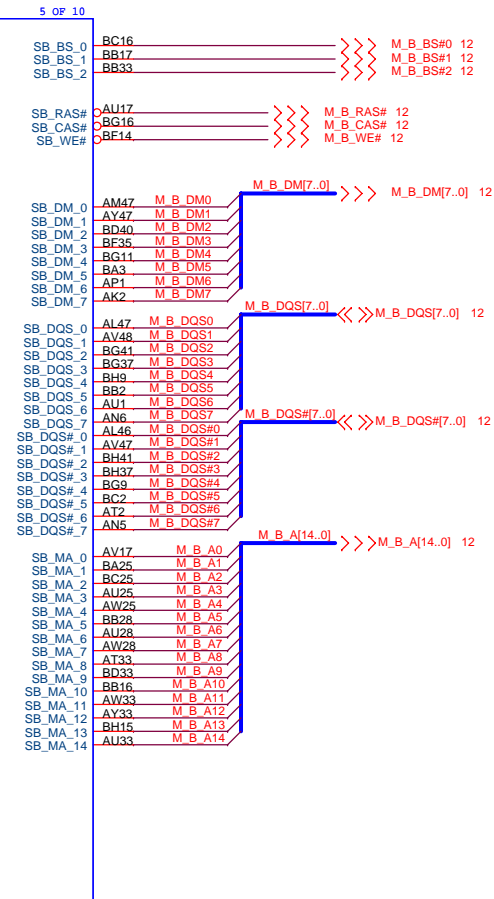 5 OF 10
SB_BS_0 BC16 M_B_BS#0 12
SB_BS_1 BB17 M_B_BS#1 12
SB_BS_2 BB33 M_B_BS#2 12
SB_RAS# AU17 M_B_RAS# 12
SB_CAS# BG16 M_B_CAS# 12
SB_WE# BF14 M_B_WE# 12
M_B_DM[7..0] M_B_DM[7..0] 12
SB_DM_0 AM47 M_B_DM0
SB_DM_1 AY47 M_B_DM1
SB_DM_2 BD40 M_B_DM2
SB_DM_3 BF35 M_B_DM3
SB_DM_4 BG11 M_B_DM4
SB_DM_5 BA3 M_B_DM5
SB_DM_6 AP1 M_B_DM6
SB_DM_7 AK2 M_B_DM7
M_B_DQS[7..0] M_B_DQS[7..0] 12
SB_DQS_0 AL47 M_B_DQS0
SB_DQS_1 AV48 M_B_DQS1
SB_DQS_2 BG41 M_B_DQS2
SB_DQS_3 BG37 M_B_DQS3
SB_DQS_4 BH9 M_B_DQS4
SB_DQS_5 BB2 M_B_DQS5
SB_DQS_6 AU1 M_B_DQS6
SB_DQS_7 AN6 M_B_DQS7
M_B_DQS#[7..0] M_B_DQS#[7..0] 12
SB_DQS#_0 AL46 M_B_DQS#0
SB_DQS#_1 AV47 M_B_DQS#1
SB_DQS#_2 BH41 M_B_DQS#2
SB_DQS#_3 BH37 M_B_DQS#3
SB_DQS#_4 BG9 M_B_DQS#4
SB_DQS#_5 BC2 M_B_DQS#5
SB_DQS#_6 AT2 M_B_DQS#6
SB_DQS#_7 AN5 M_B_DQS#7
M_B_A[14..0] M_B_A[14..0] 12
SB_MA_0 AV17 M_B_A0
SB_MA_1 BA25 M_B_A1
SB_MA_2 BC25 M_B_A2
SB_MA_3 AU25 M_B_A3
SB_MA_4 AW25 M_B_A4
SB_MA_5 BB28 M_B_A5
SB_MA_6 AU28 M_B_A6
SB_MA_7 AW28 M_B_A7
SB_MA_8 AT33 M_B_A8
SB_MA_9 BD33 M_B_A9
SB_MA_10 BB16 M_B_A10
SB_MA_11 AW33 M_B_A11
SB_MA_12 AY33 M_B_A12
SB_MA_13 BH15 M_B_A13
SB_MA_14 AU33 M_B_A14